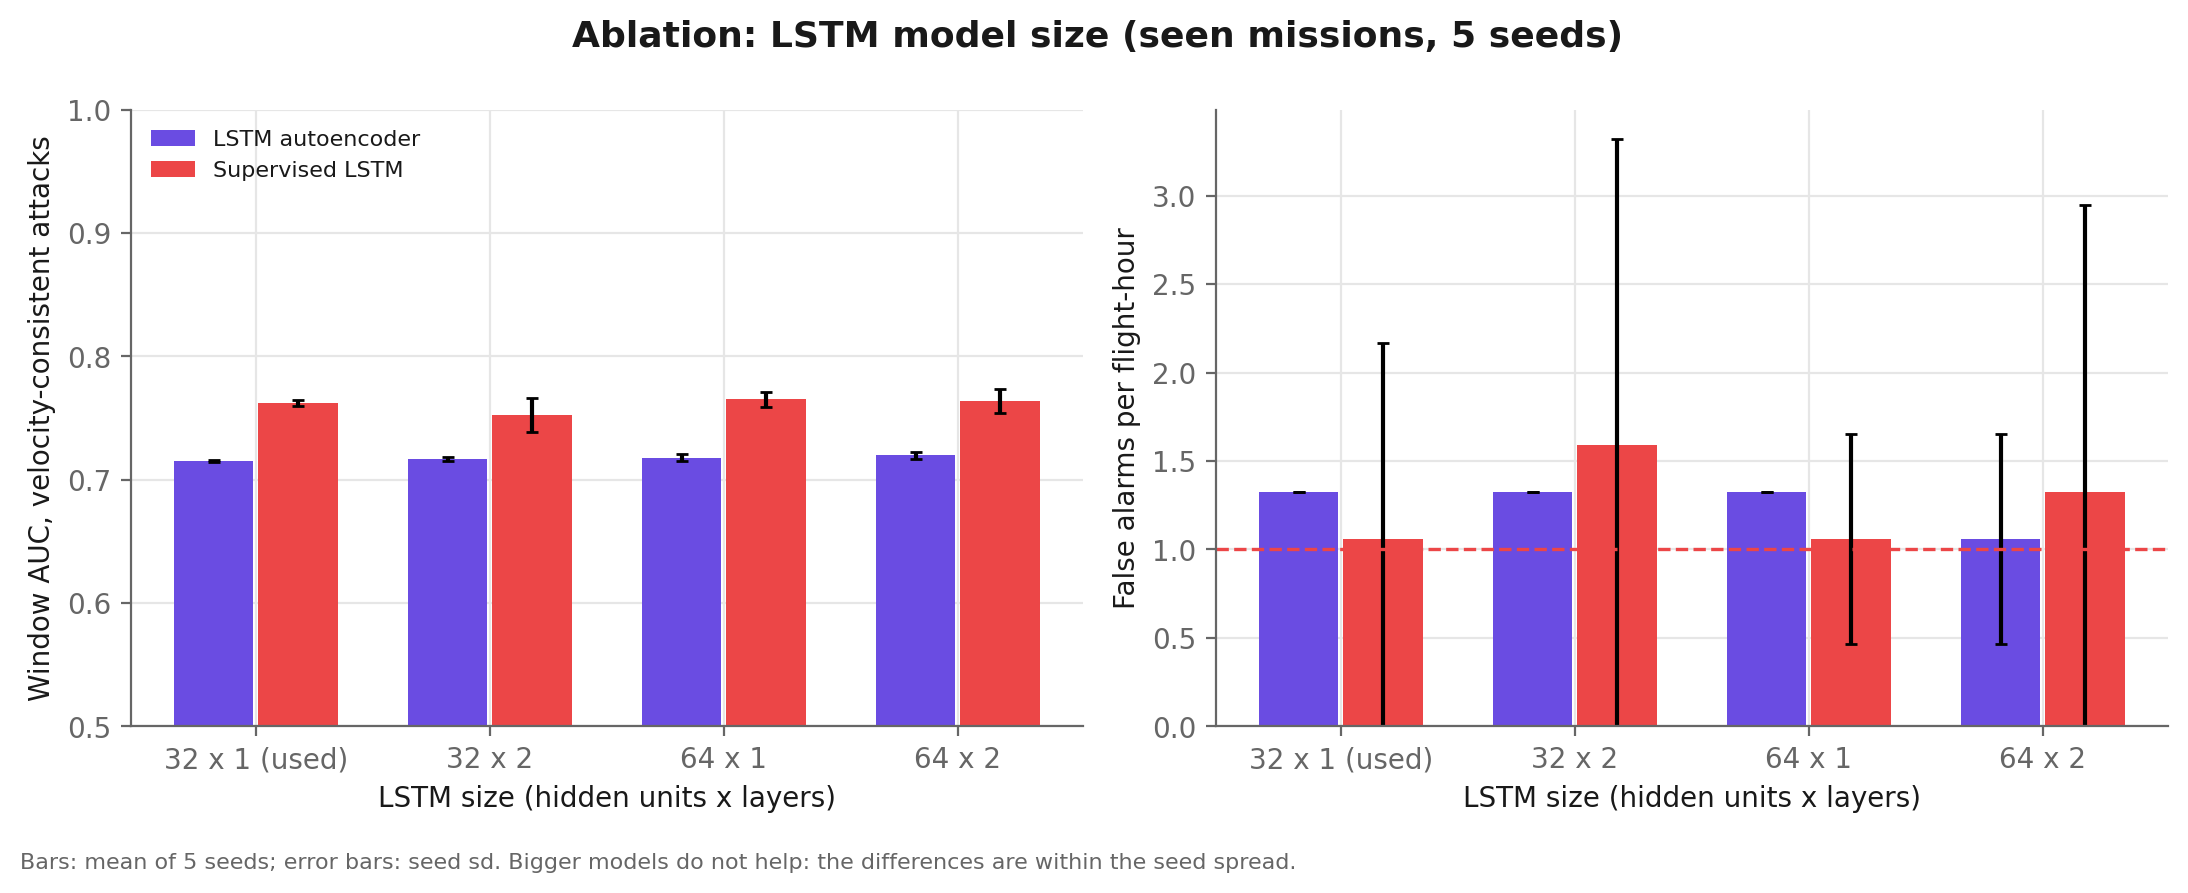 Ablation: LSTM model size (seen missions, 5 seeds)
Window AUC, velocity-consistent attacks
1.0
0.9
0.8
0.7
0.6
0.5
LSTM autoencoder
Supervised LSTM
32 x 1 (used)
32 x 2
64 x 1
64 x 2
LSTM size (hidden units x layers)
False alarms per flight-hour
3.0
2.5
2.0
1.5
1.0
0.5
0.0
32 x 1 (used)
32 x 2
64 x 1
64 x 2
LSTM size (hidden units x layers)
Bars: mean of 5 seeds; error bars: seed sd. Bigger models do not help: the differences are within the seed spread.